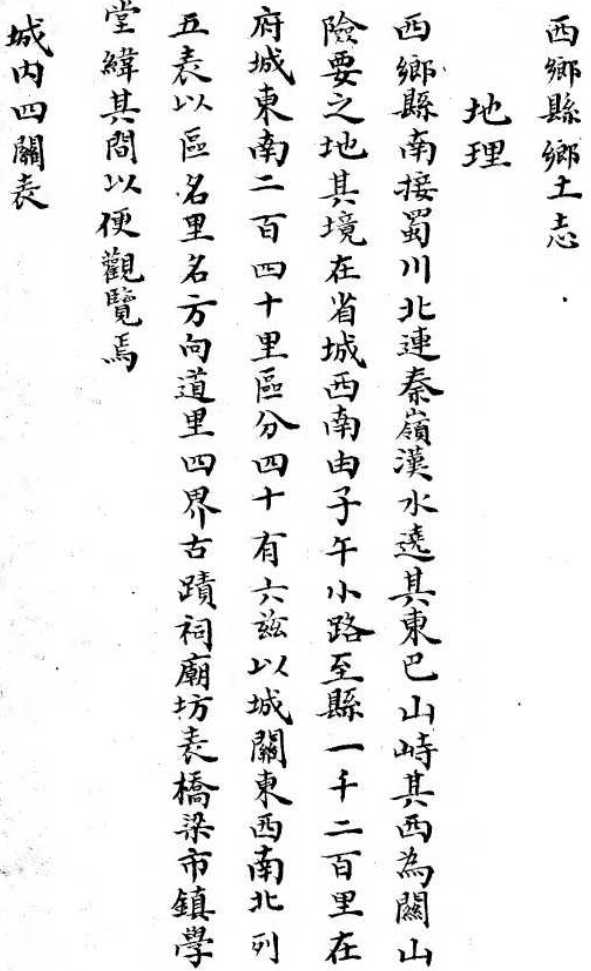 西鄉縣鄉土志
地理
西鄉縣南接蜀川北連秦嶺漢水遶其東巴山峙其西為關山
險要之地其境在省城西南由子午小路至縣一千二百里在
府城東南二百四十里區分四十有六茲以城關東西南北列
五表以區名里名方向道里四界古蹟祠廟坊表橋梁市鎮學
堂緯其間以便觀覽焉
城内四關表